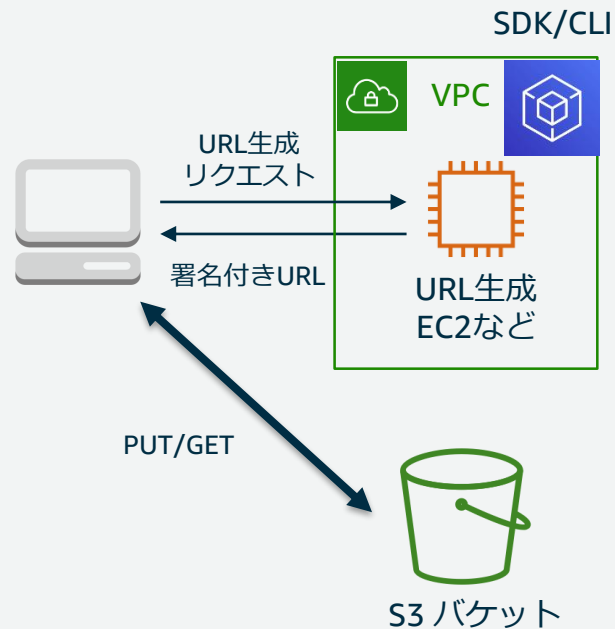 SDK/CLI
VPC
URL生成
リクエスト
署名付きURL
URL生成
EC2など
PUT/GET
S3 バケット